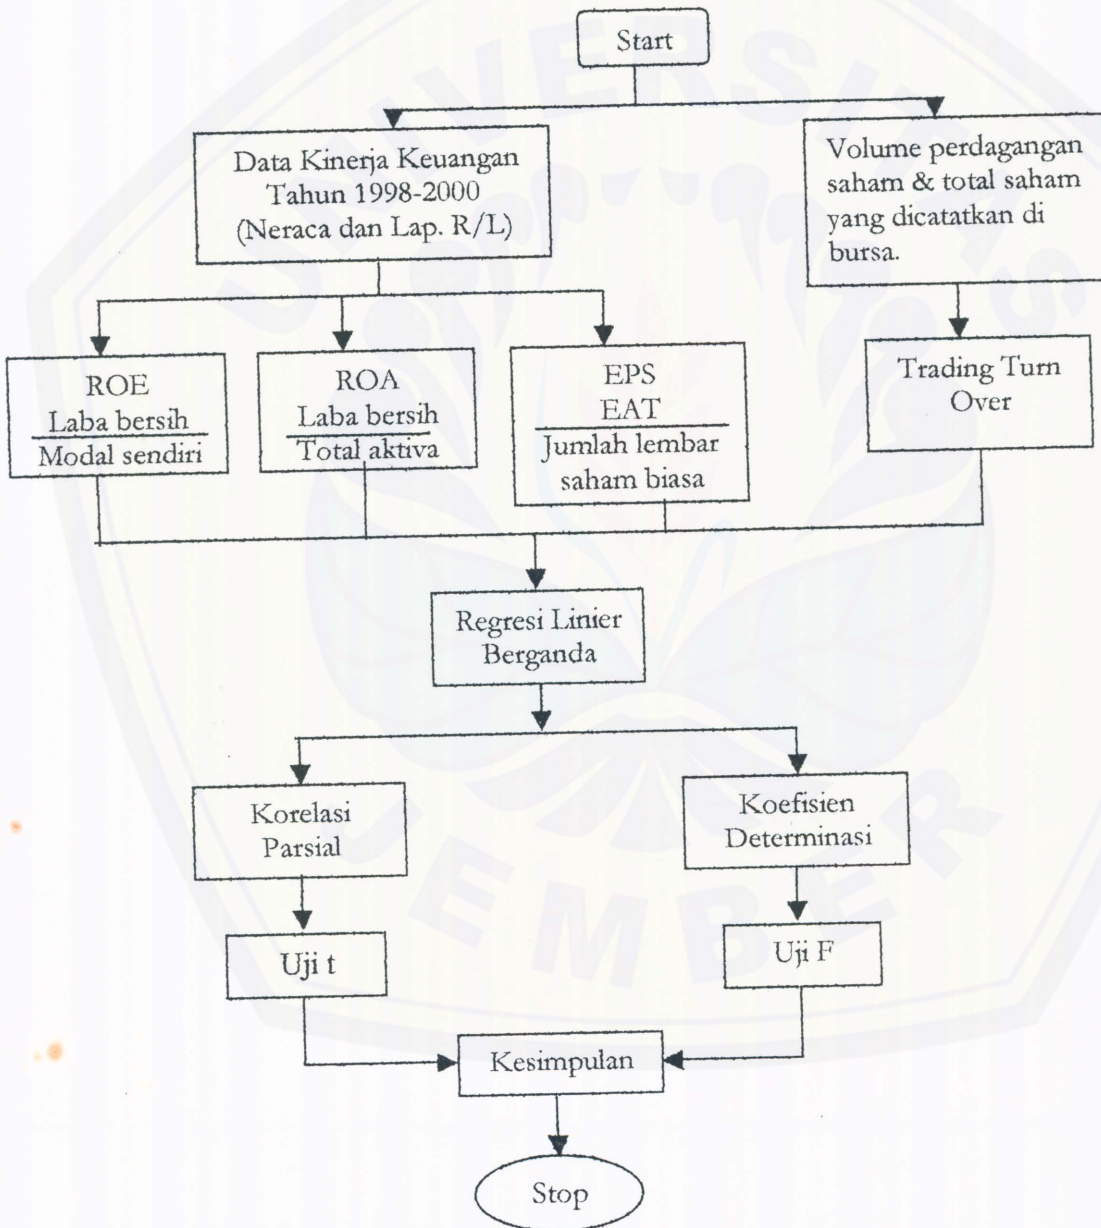 UNIVERSITAS
JEMBER
Start
Data Kinerja Keuangan
Tahun 1998-2000
(Neraca dan Lap. R/L)
Volume perdagangan
saham & total saham
yang dicatatkan di
bursa.
ROE
Laba bersih
Modal sendiri
ROA
Laba bersih
Total aktiva
EPS
EAT
Jumlah lembar
saham biasa
Trading Turn
Over
Regresi Linier
Berganda
Korelasi
Parsial
Koefisien
Determinasi
Uji t
Uji F
Kesimpulan
Stop